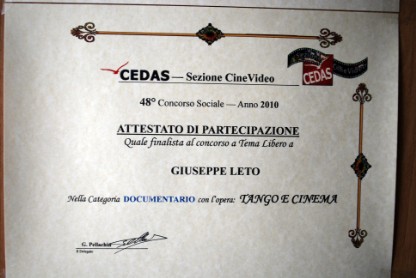 CEDAS — Sezione CineVideo
CEDAS
48° Concorso Sociale — Anno 2010
ATTESTATO DI PARTECIPAZIONE
Quale finalista al concorso a Tema Libero a
GIUSEPPE LETO
Nella Categoria DOCUMENTARIO con l'opera: TANGO E CINEMA